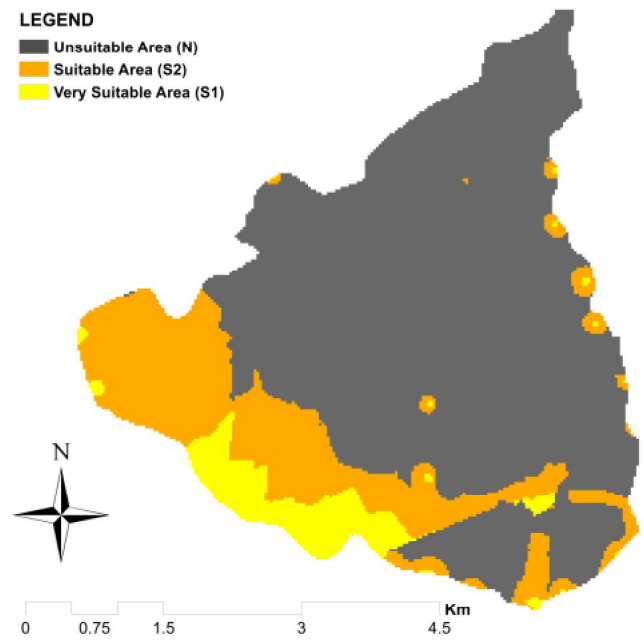 LEGEND
Unsuitable Area (N)
Suitable Area (S2)
Very Suitable Area (S1)
N
Km
0 0.75 1.5 3 4.5